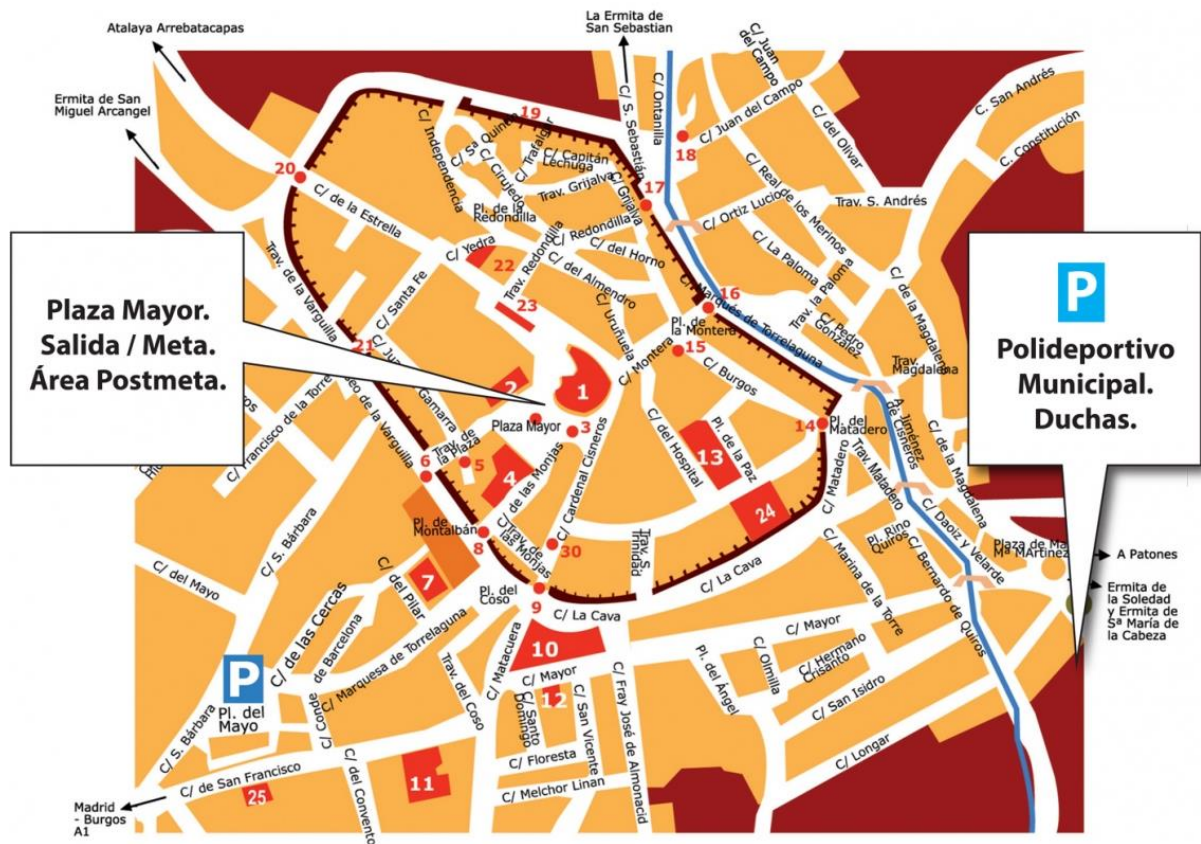 Atalaya Arrebatacapas
La Ermita de
San Sebastian
Ermita de San
Miguel Arcangel
C/ Juan
del Campo
C/ Ontanilla
C/ S. Sebastián
C. San Andrés
C. Constitución
C/ Juan del Campo
C/ del Olivar
18
19
C/ Independencia
C/ Sª Quintín
C/ Trafalgar
C/ Cirujedo
C/ Capitán
Lechuga
Trav. Grijalva
C/ Grijalva
17
20
C/ de la Estrella
Pl. de la
Redondilla
C/ Redondilla
C/ Ortiz Lucio
C/ Real de los Merinos
Trav. S. Andrés
C/ Yedra
Trav. Redondilla
C/ del Horno
C/ del Almendro
C/ La Paloma
Trav. la Paloma
22
23
Trav. de la Varguilla
C/ Santa Fe
C/ Uruñuela
16
C/ Marqués de Torrelaguna
Pl. de
la Montera
C/ Montera
15
C/ Pedro
González
C/ de la Magdalena
Trav.
Magdalena
Plaza Mayor.
Salida / Meta.
Área Postmeta.
P
Polideportivo
Municipal.
Duchas.
21
C/ Burgos
1
2
Plaza Mayor
3
14
Pl. del
Matadero
A. Jiménez
de Cisneros
C/ Francisco de la Torre
Trav. de
la Plaza
6
5
4
C/ de las Monjas
C/ Cardenal Cisneros
C/ del Hospital
13
Pl. de la Paz
C/ Matadero
Trav. Matadero
C/ de la Magdalena
24
Pl. de
Montalbán
8
C/Trav. de
las Monjas
30
Trav. S.
Trinidad
C/ La Cava
Pl. Rino
Quiros
C/ Daoiz y Velarde
A Patones
C/ S. Bárbara
C/ del Mayo
7
C/ del Pilar
Pl. del
Coso
9
C/ La Cava
C/ Marina de la Torre
C/ Bernardo de Quiros
Ermita de
la Soledad
y Ermita de
Sª María de
la Cabeza
C/ de las Cercas
de Barcelona
C/ Marquesa de Torrelaguna
Trav. del Coso
C/ Matacuera
10
C/ Mayor
C/ Mayor
C/ Hermano
Crisanto
C/ Olmilla
Pl. del Ángel
C/ San Isidro
P
Pl. del
Mayo
C/ Conde
12
C/ Santo
Domingo
C/ San Vicente
C/ Fray José de Almonacid
C/ Longar
C/ S. Bárbara
C/ de San Francisco
C/ del Convento
11
C/ Floresta
C/ Melchor Linan
25
Madrid
- Burgos
A1